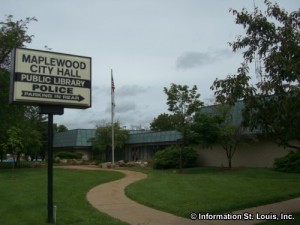 MAPLEWOOD
CITY HALL
PUBLIC LIBRARY
POLICE
PARKING IN REAR
© Information St. Louis, Inc.